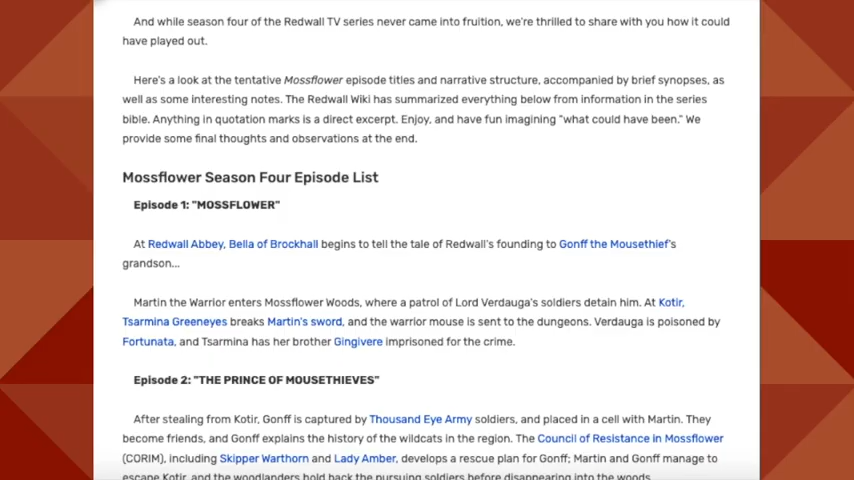 And while season four of the Redwall TV series never came into fruition, we're thrilled to share with you how it could
have played out.
Here's a look at the tentative Mossflower episode titles and narrative structure, accompanied by brief synopses, as
well as some interesting notes. The Redwall Wiki has summarized everything below from information in the series
bible. Anything in quotation marks is a direct excerpt. Enjoy, and have fun imagining "what could have been." We
provide some final thoughts and observations at the end.
Mossflower Season Four Episode List
Episode 1: "MOSSFLOWER"
At Redwall Abbey, Bella of Brockhall begins to tell the tale of Redwall's founding to Gonff the Mousethief's
grandson...
Martin the Warrior enters Mossflower Woods, where a patrol of Lord Verdauga's soldiers detain him. At Kotir,
Tsarmina Greeneyes breaks Martin's sword, and the warrior mouse is sent to the dungeons. Verdauga is poisoned by
Fortunata, and Tsarmina has her brother Gingivere imprisoned for the crime.
Episode 2: "THE PRINCE OF MOUSETHIEVES"
After stealing from Kotir, Gonff is captured by Thousand Eye Army soldiers, and placed in a cell with Martin. They
become friends, and Gonff explains the history of the wildcats in the region. The Council of Resistance in Mossflower
(CORIM), including Skipper Warthorn and Lady Amber, develops a rescue plan for Gonff; Martin and Gonff manage to
escape Kotir, and the woodlanders hold back the pursuing soldiers before disappearing into the woods.